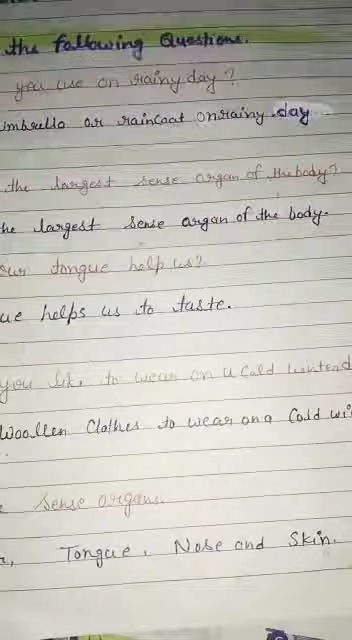 the following Questions.
you use on rainy day?
umbrella or raincoat on rainy day
the largest sense organ of the body?
he largest sense organ of the body.
our tongue help us?
ue helps us to taste.
you like to wear on a Cold
Woollen Clothes to wear on a Cold wi
sense organs.
Tongue, Nose and Skin.